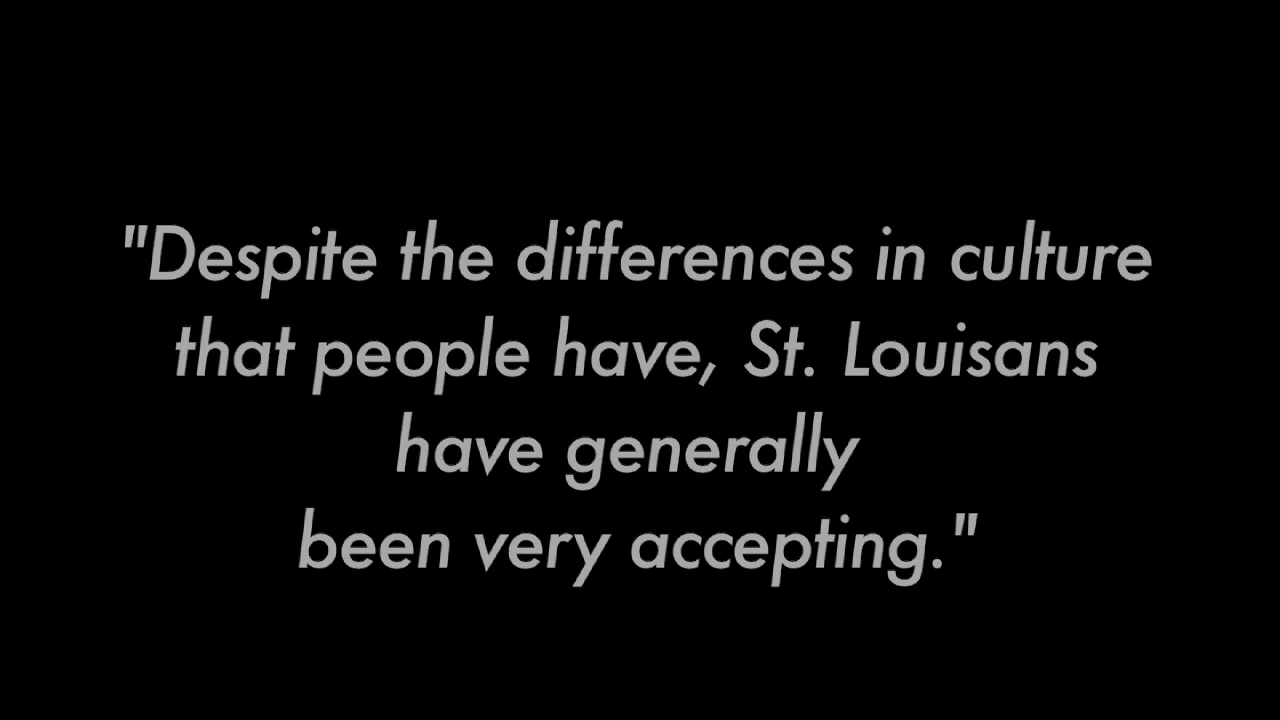 "Despite the differences in culture
that people have, St. Louisans
have generally
been very accepting."